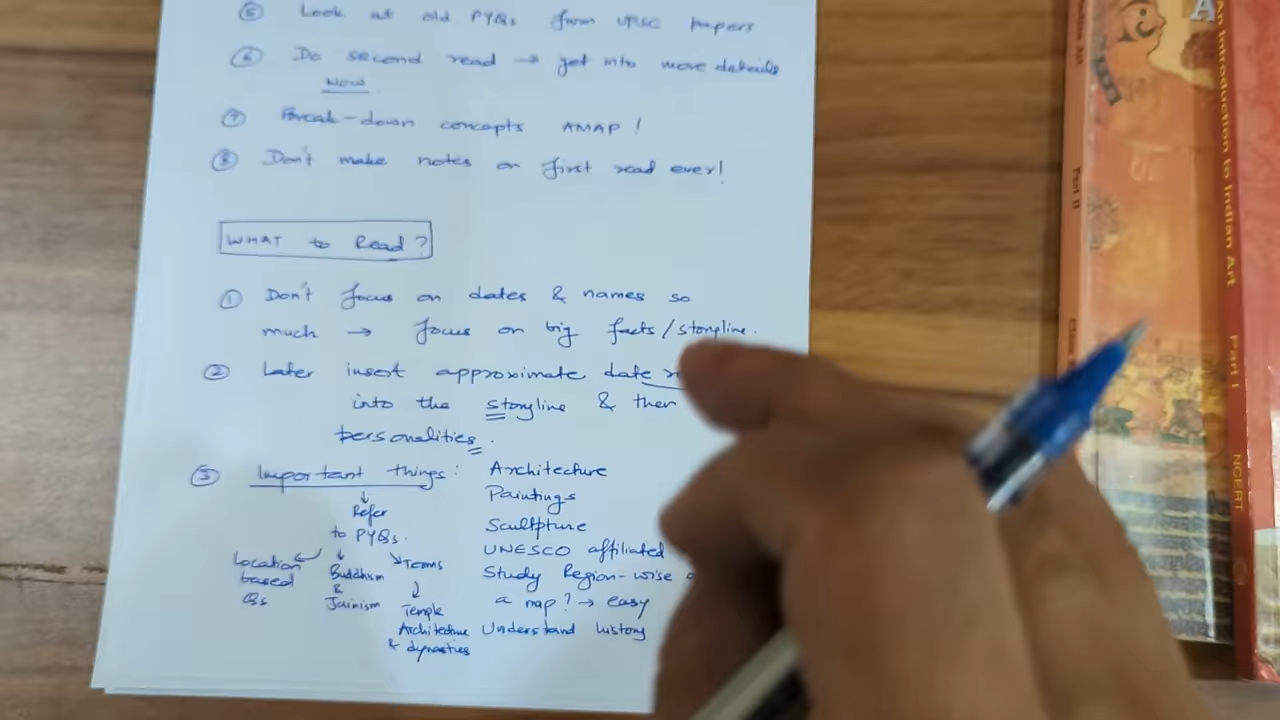 ⑤ Look at old PYQs from UPSC Papers
⑥ Do second read → get into more details
Now
⑦ Break-down concepts AMAP !
⑧ Don't make notes on first read ever!
WHAT to Read ?
① Don't focus on dates & names so
much → focus on big facts/storyline.
② Later insert approximate date
into the storyline & then
personalities.
③ Important things : Architecture
Paintings
Sculpture
UNESCO affiliated
Study Region-wise
a map? → easy
Understand history
↓
Refer
to PYQs.
Location
based
Qs
Buddhism
&
Jainism
Terms
Temple
Architecture
& dynasties
Part II
An Introduction to Indian Art
Part I
NCERT